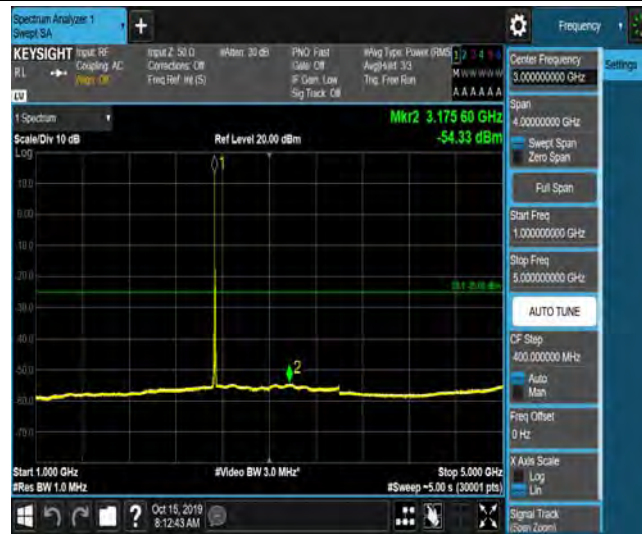 Spectrum Analyzer 1
Swept SA
+
Frequency
KEYSIGHT
RL
Input: RF
Coupling: AC
Align: Off
Input Z: 50 Ω
Corrections: Off
Freq Ref: Int (S)
#Atten: 30 dB
PNO: Fast
Gate: Off
IF Gain: Low
Sig Track: Off
#Avg Type: Power (RMS
Avg|Hold: 3/3
Trig: Free Run
1 2 3 4 5 6
M W W W W W
A A A A A A
LV
1 Spectrum
Scale/Div 10 dB
Log
Ref Level 20.00 dBm
Mkr2 3.175 60 GHz
-54.33 dBm
1
10.0
0.00
-10.0
-20.0
-30.0
-40.0
-50.0
-60.0
-70.0
2
Start 1.000 GHz
#Res BW 1.0 MHz
#Video BW 3.0 MHz*
Stop 5.000 GHz
#Sweep ~5.00 s (30001 pts)
Center Frequency
3.000000000 GHz
Settings
Span
4.00000000 GHz
Swept Span
Zero Span
Full Span
Start Freq
1.000000000 GHz
Stop Freq
5.000000000 GHz
AUTO TUNE
CF Step
400.000000 MHz
Auto
Man
Freq Offset
0 Hz
X Axis Scale
Log
Lin
Signal Track
(Span Zoom)
?
Oct 15, 2019
8:12:43 AM